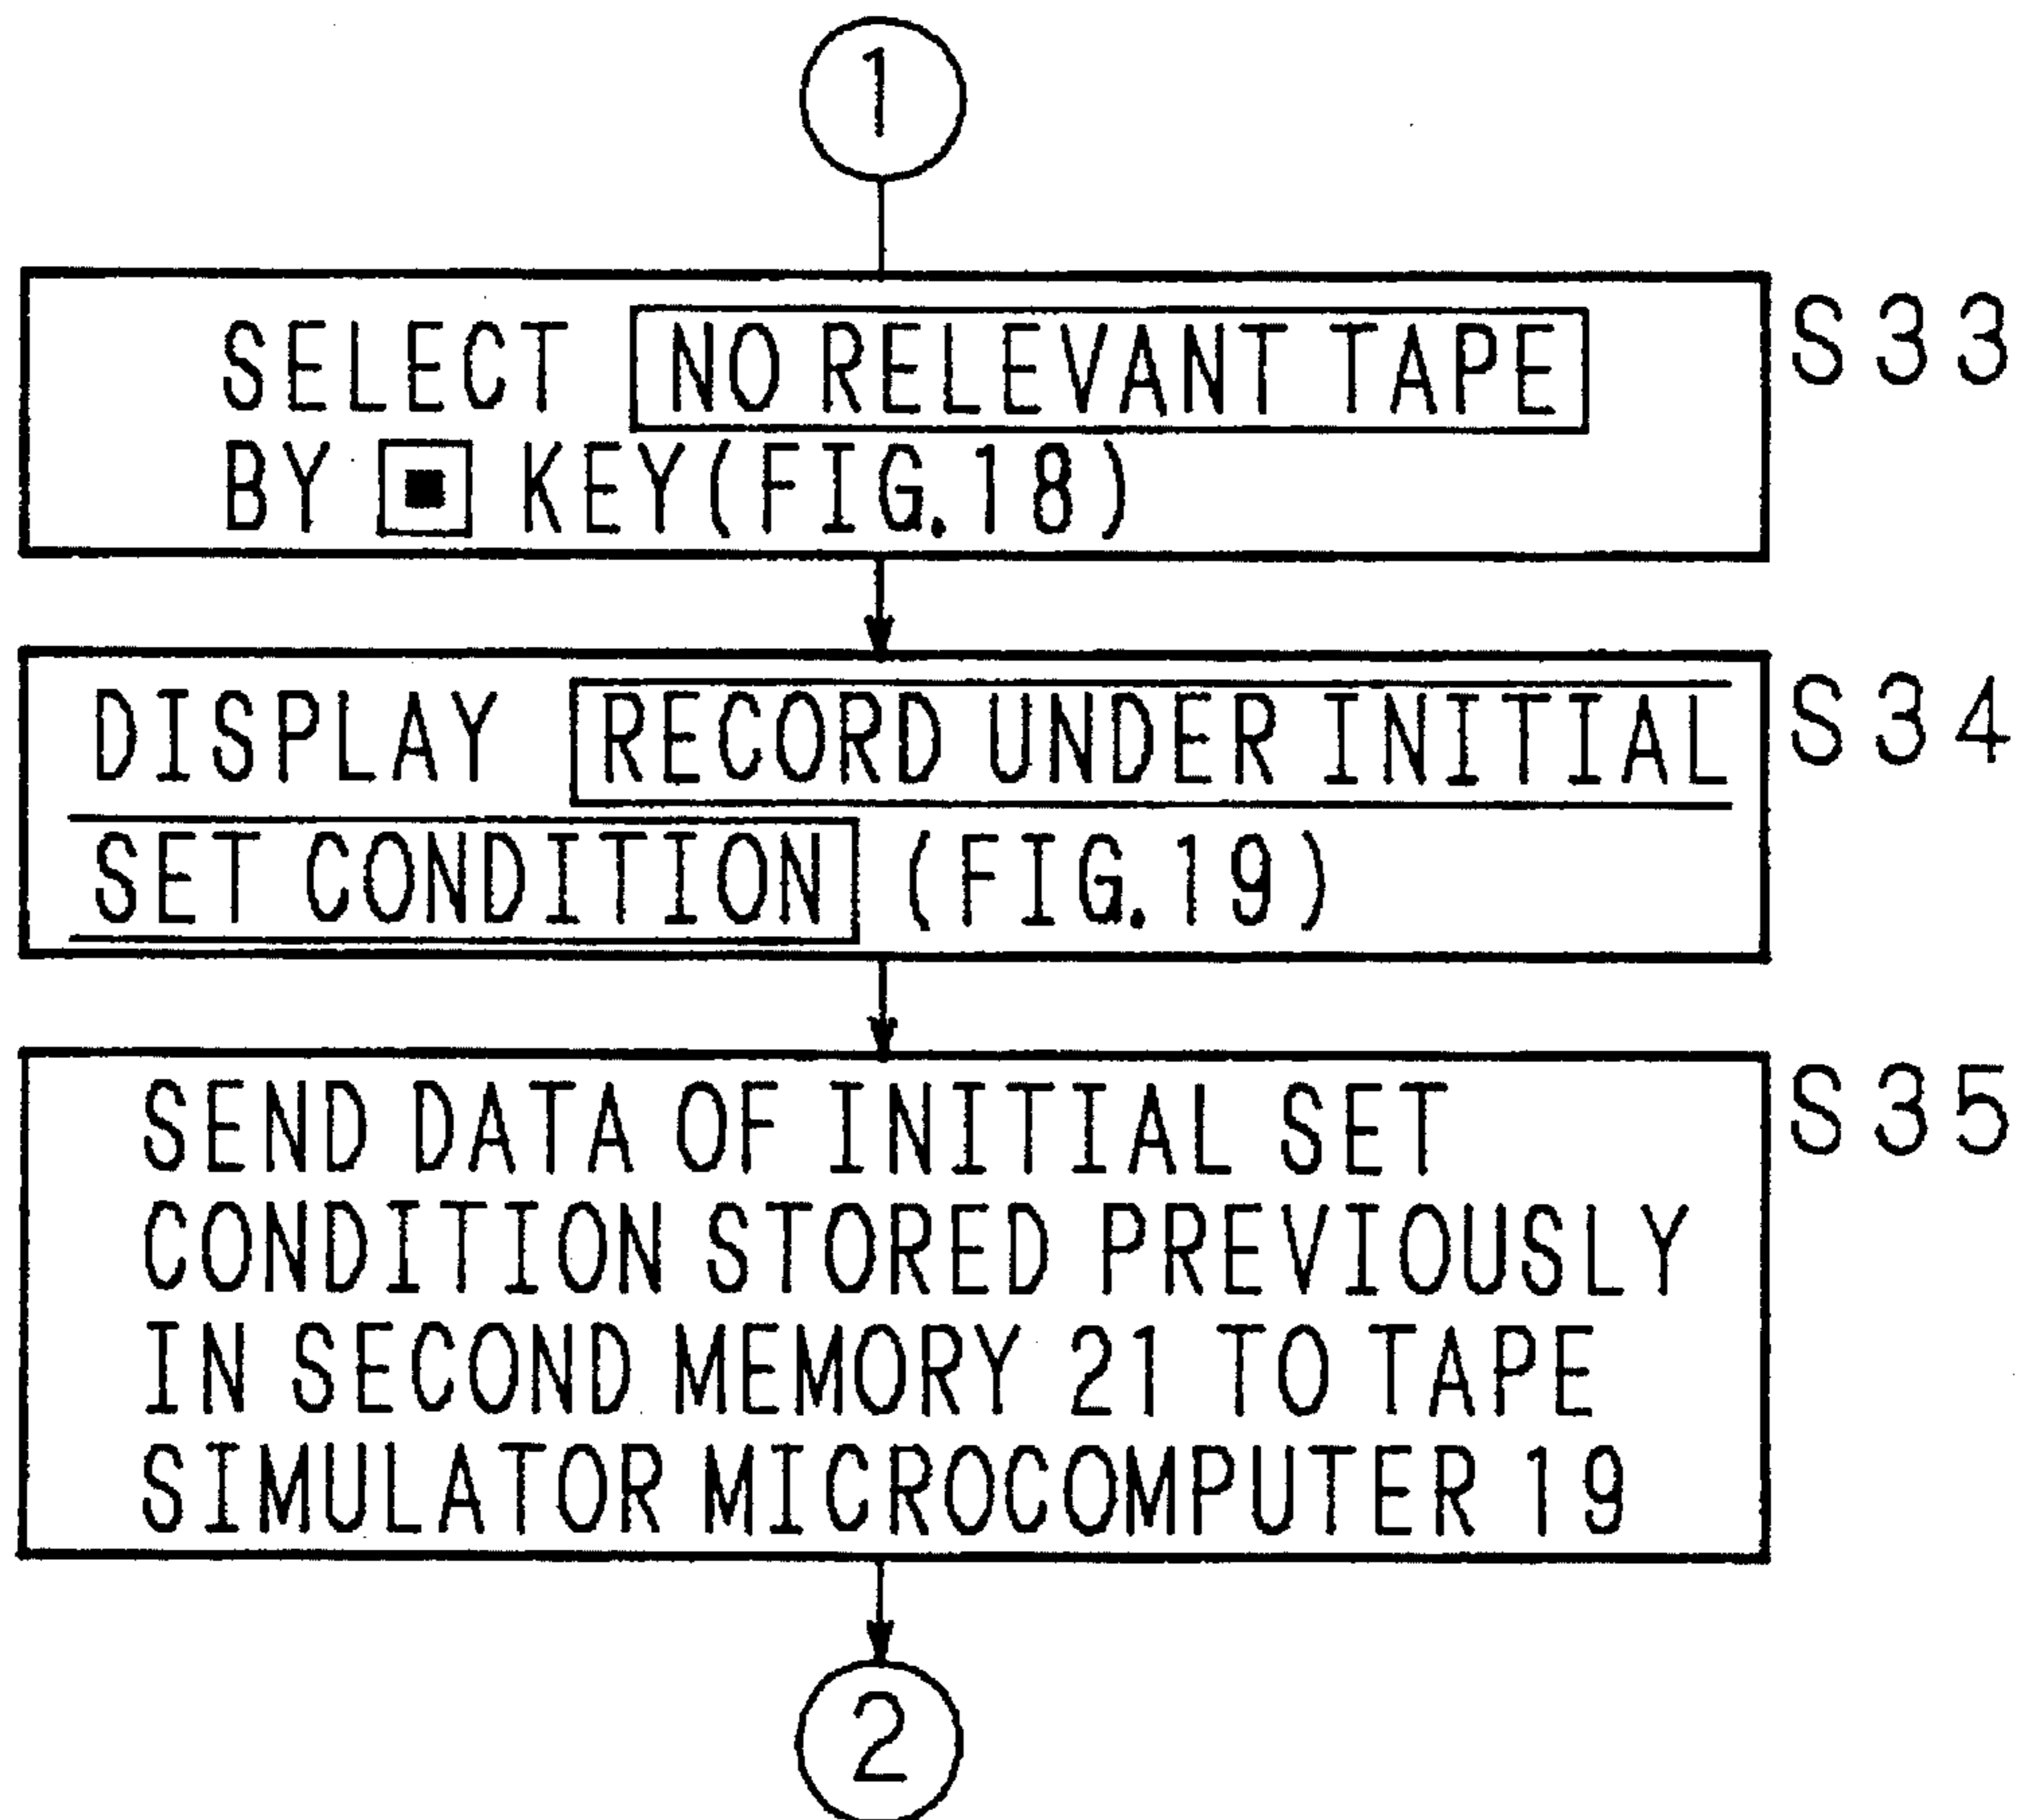 1
SELECT NO RELEVANT TAPE S33
BY ▣ KEY(FIG.18)
DISPLAY RECORD UNDER INITIAL S34
SET CONDITION (FIG.19)
SEND DATA OF INITIAL SET S35
CONDITION STORED PREVIOUSLY
IN SECOND MEMORY 21 TO TAPE
SIMULATOR MICROCOMPUTER 19
2